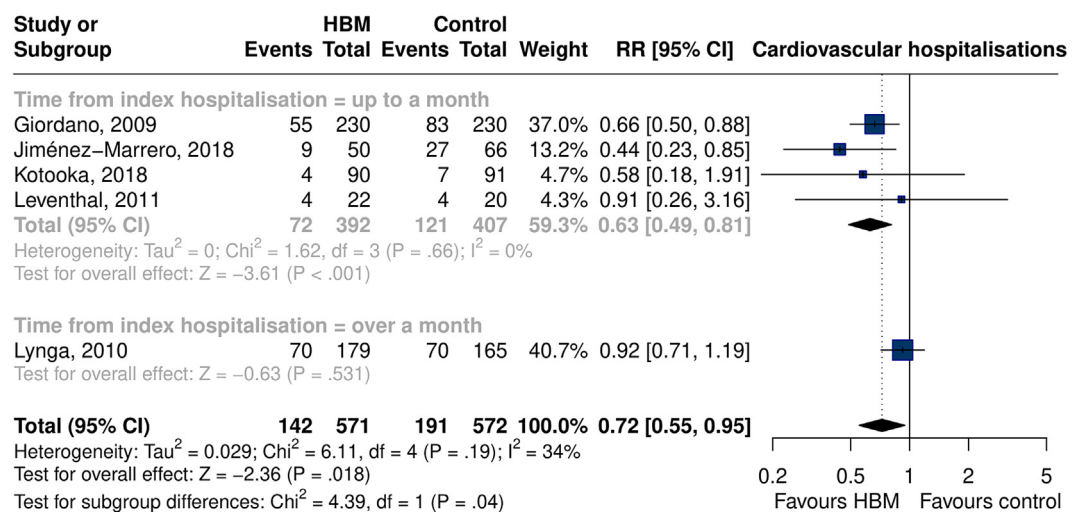 Study or HBM Control
Subgroup Events Total Events Total Weight RR [95% CI] Cardiovascular hospitalisations
Time from index hospitalisation = up to a month
Giordano, 2009 55 230 83 230 37.0% 0.66 [0.50, 0.88]
Jiménez−Marrero, 2018 9 50 27 66 13.2% 0.44 [0.23, 0.85]
Kotooka, 2018 4 90 7 91 4.7% 0.58 [0.18, 1.91]
Leventhal, 2011 4 22 4 20 4.3% 0.91 [0.26, 3.16]
Total (95% CI) 72 392 121 407 59.3% 0.63 [0.49, 0.81]
Heterogeneity: Tau² = 0; Chi² = 1.62, df = 3 (P = .66); I² = 0%
Test for overall effect: Z = −3.61 (P < .001)
Time from index hospitalisation = over a month
Lynga, 2010 70 179 70 165 40.7% 0.92 [0.71, 1.19]
Test for overall effect: Z = −0.63 (P = .531)
Total (95% CI) 142 571 191 572 100.0% 0.72 [0.55, 0.95]
Heterogeneity: Tau² = 0.029; Chi² = 6.11, df = 4 (P = .19); I² = 34%
Test for overall effect: Z = −2.36 (P = .018)
Test for subgroup differences: Chi² = 4.39, df = 1 (P = .04)
0.2 0.5 1 2 5
Favours HBM Favours control